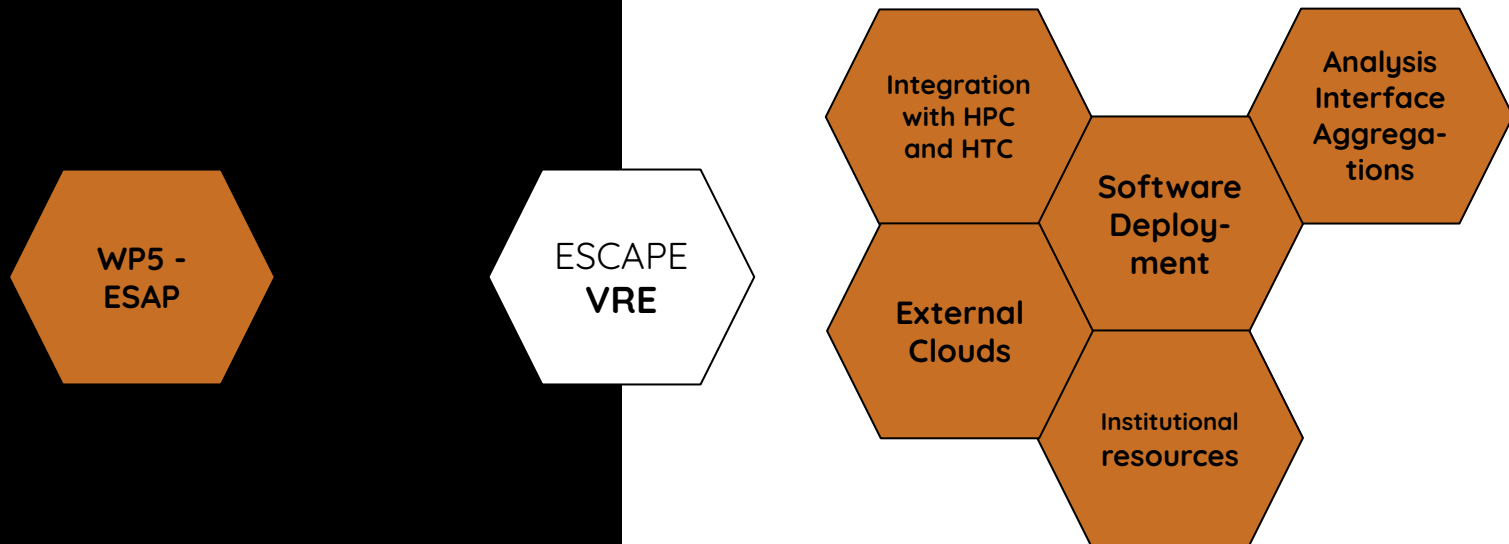 WP5 -
ESAP
ESCAPE
VRE
Integration
with HPC
and HTC
External
Clouds
Software
Deploy-
ment
Institutional
resources
Analysis
Interface
Aggrega-
tions